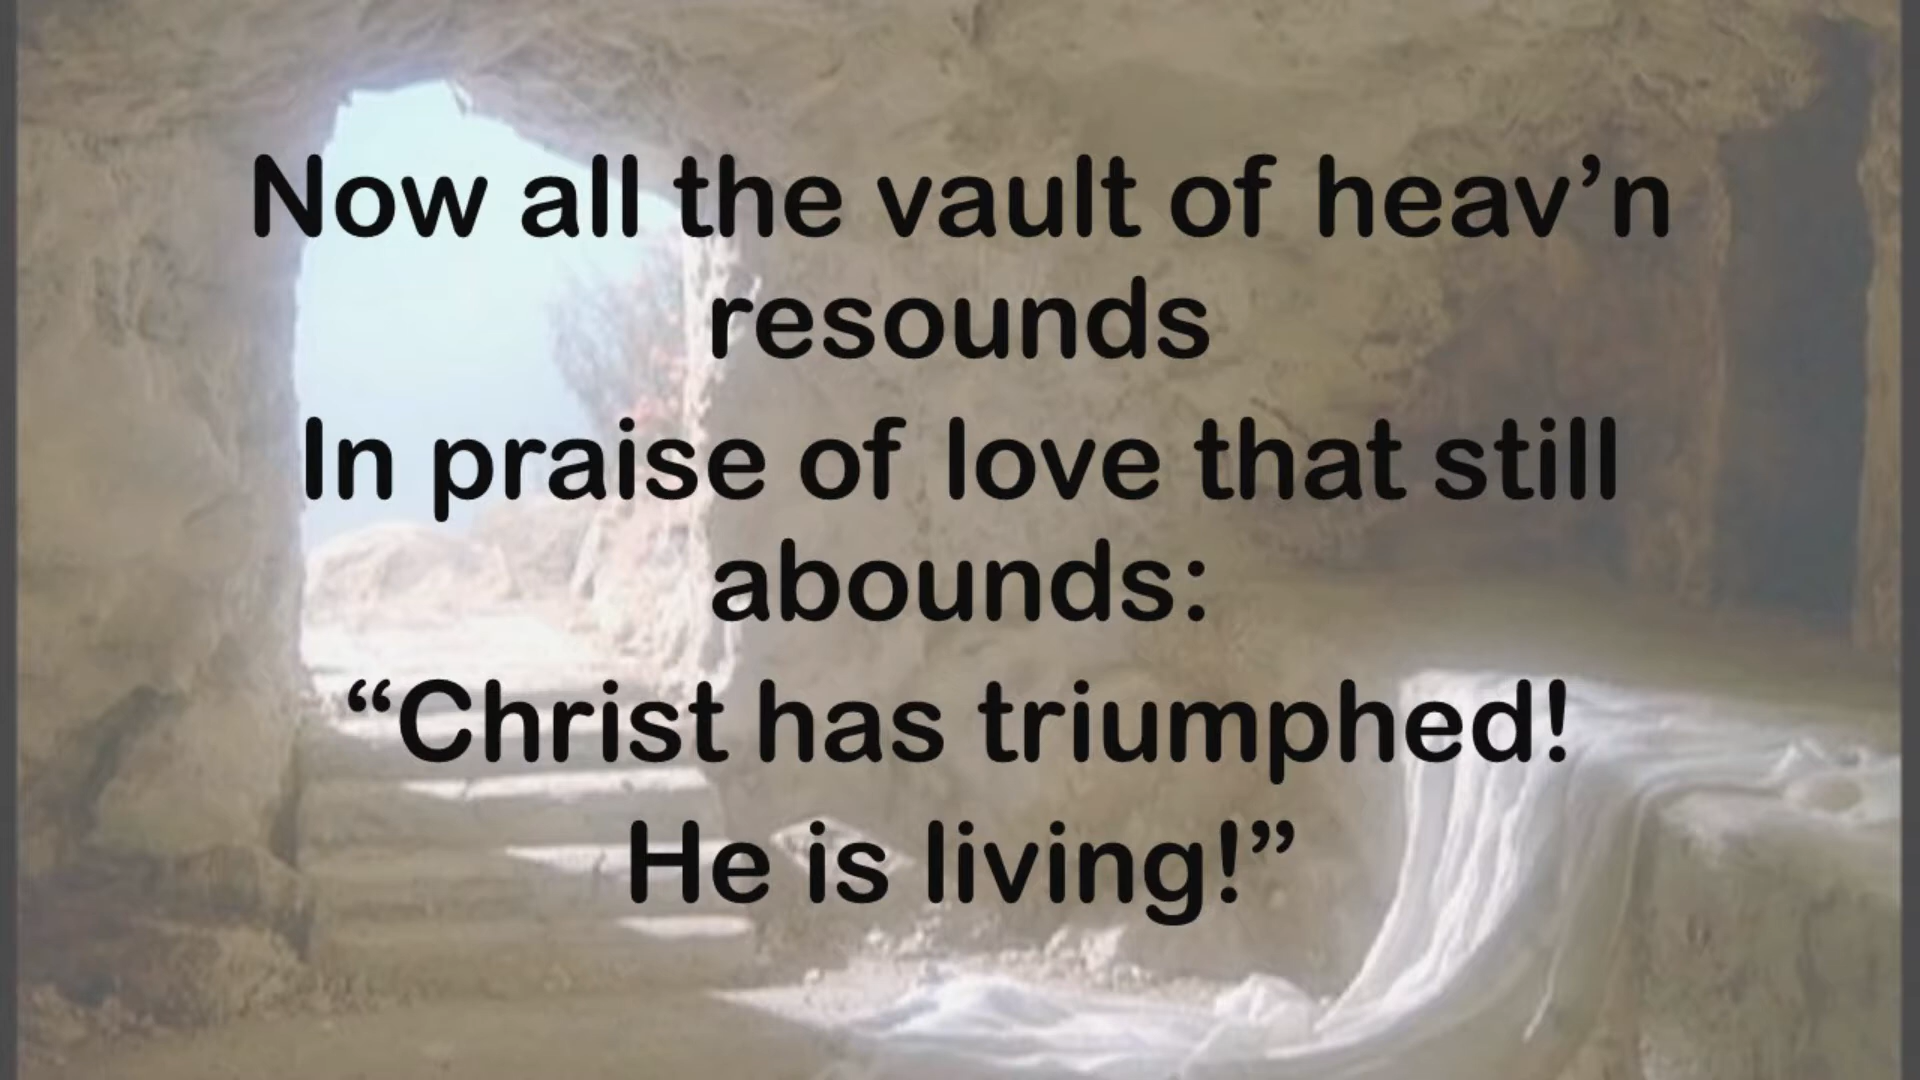 Now all the vault of heav’n
resounds
In praise of love that still
abounds:
“Christ has triumphed!
He is living!”